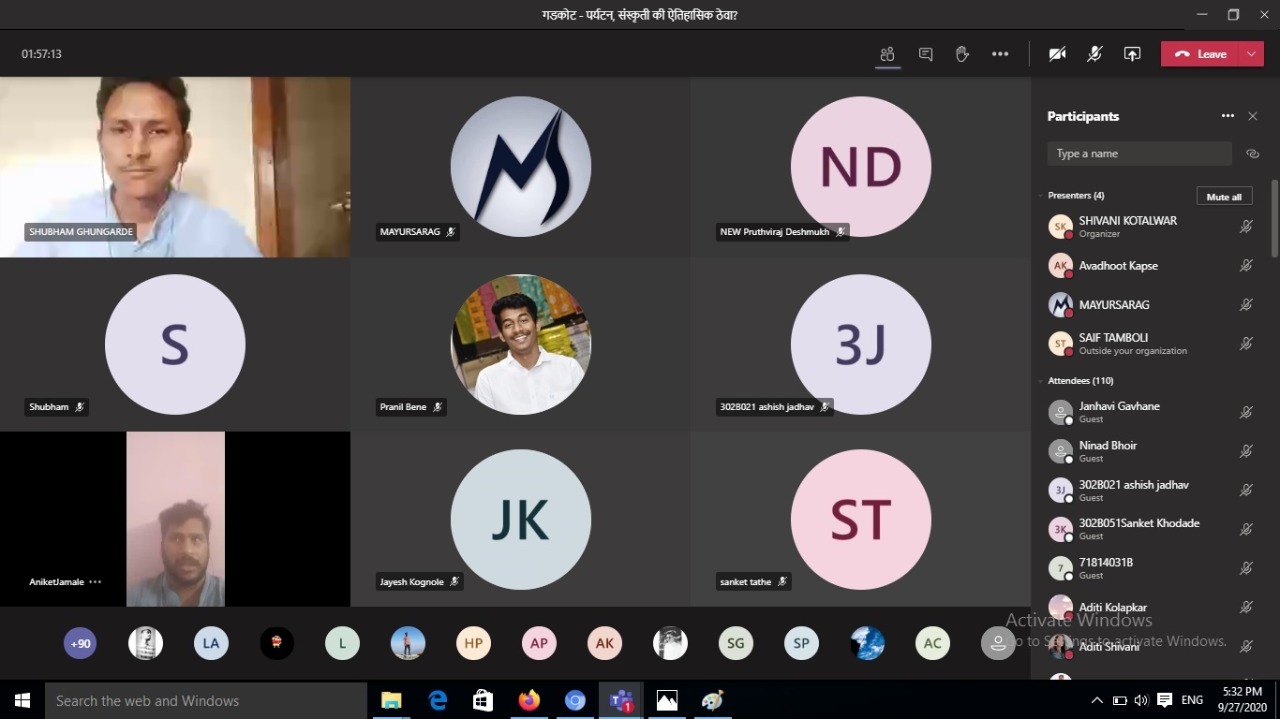 गडकोट - पर्यटन, संस्कृती की ऐतिहासिक ठेवा?
01:57:13
Leave
SHUBHAM GHUNGARDE
MAYURSARAG
ND
NEW Pruthviraj Deshmukh
S
Shubham
Pranil Bene
3J
302B021 ashish jadhav
AniketJamale
JK
Jayesh Kognole
ST
sanket tathe
+90
LA
L
HP
AP
AK
SG
SP
AC
Participants
Type a name
Presenters (4)
Mute all
SK
SHIVANI KOTALWAR
Organizer
AK
Avadhoot Kapse
MAYURSARAG
ST
SAIF TAMBOLI
Outside your organization
Attendees (110)
Janhavi Gavhane
Guest
Ninad Bhoir
Guest
3J
302B021 ashish jadhav
Guest
3K
302B051Sanket Khodade
Guest
7
71814031B
Guest
Aditi Kolapkar
Activate Windows
Go to Settings to activate Windows.
Aditi Shivani
Search the web and Windows
1
ENG
5:32 PM
9/27/2020